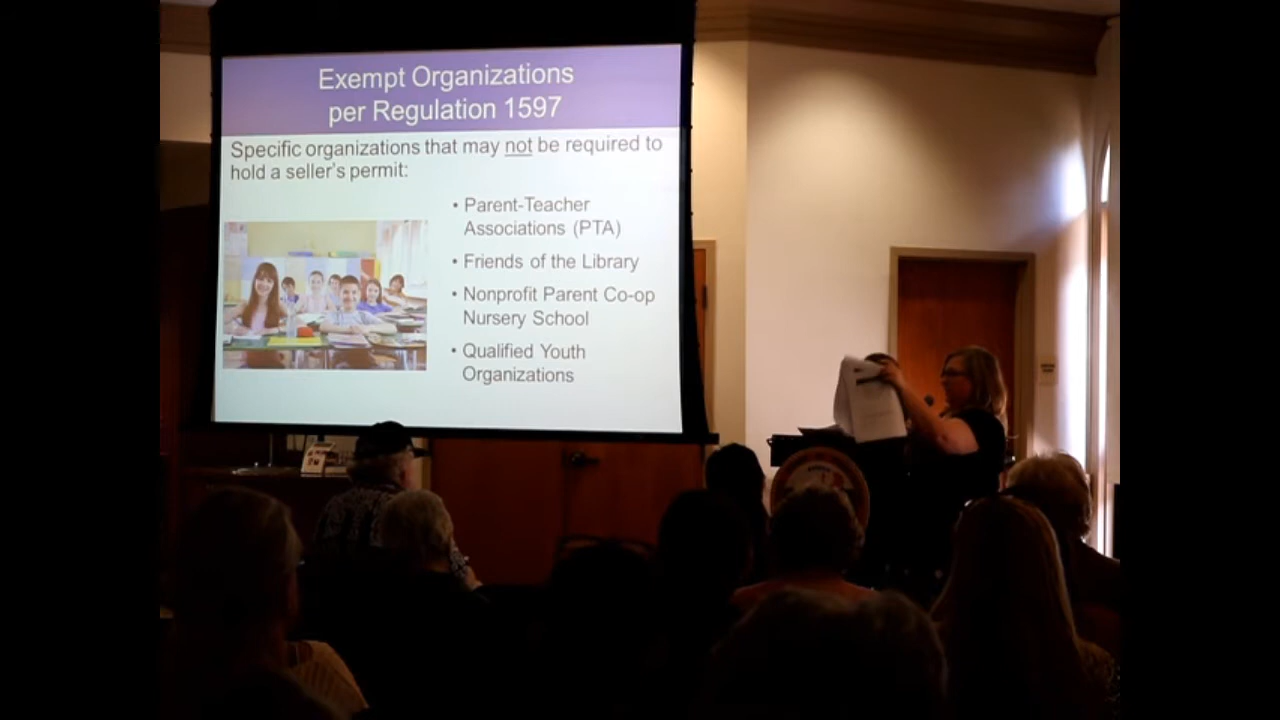 Exempt Organizations
per Regulation 1597
Specific organizations that may not be required to
hold a seller's permit:
• Parent-Teacher
Associations (PTA)
• Friends of the Library
• Nonprofit Parent Co-op
Nursery School
• Qualified Youth
Organizations